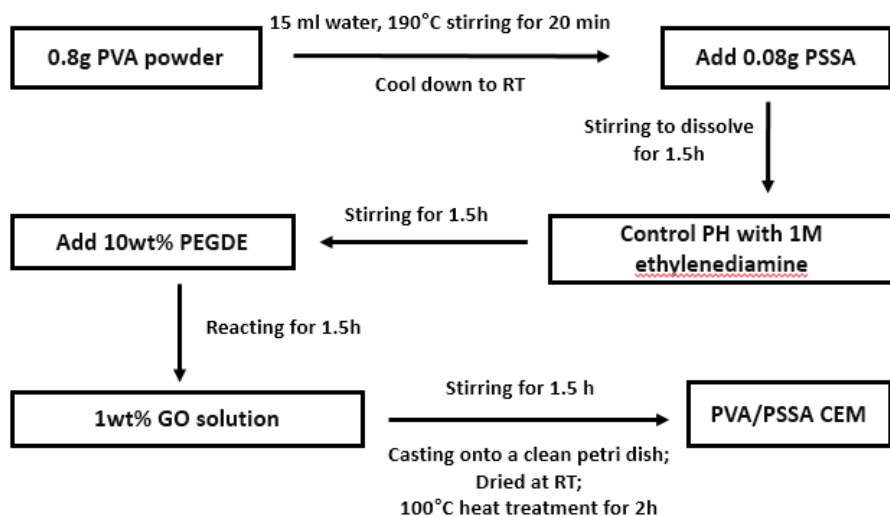 15 ml water, 190°C stirring for 20 min
0.8g PVA powder
Cool down to RT
Add 0.08g PSSA
Stirring to dissolve
for 1.5h
Control PH with 1M
ethylenediamine
Stirring for 1.5h
Add 10wt% PEGDE
Reacting for 1.5h
1wt% GO solution
Stirring for 1.5 h
Casting onto a clean petri dish;
Dried at RT;
100°C heat treatment for 2h
PVA/PSSA CEM